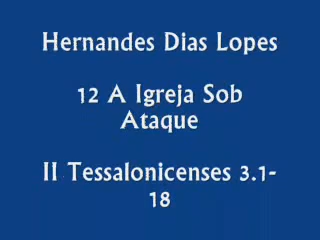 Hernandes Dias Lopes
12 A Igreja Sob
Ataque
II Tessalonicenses 3.1-
18